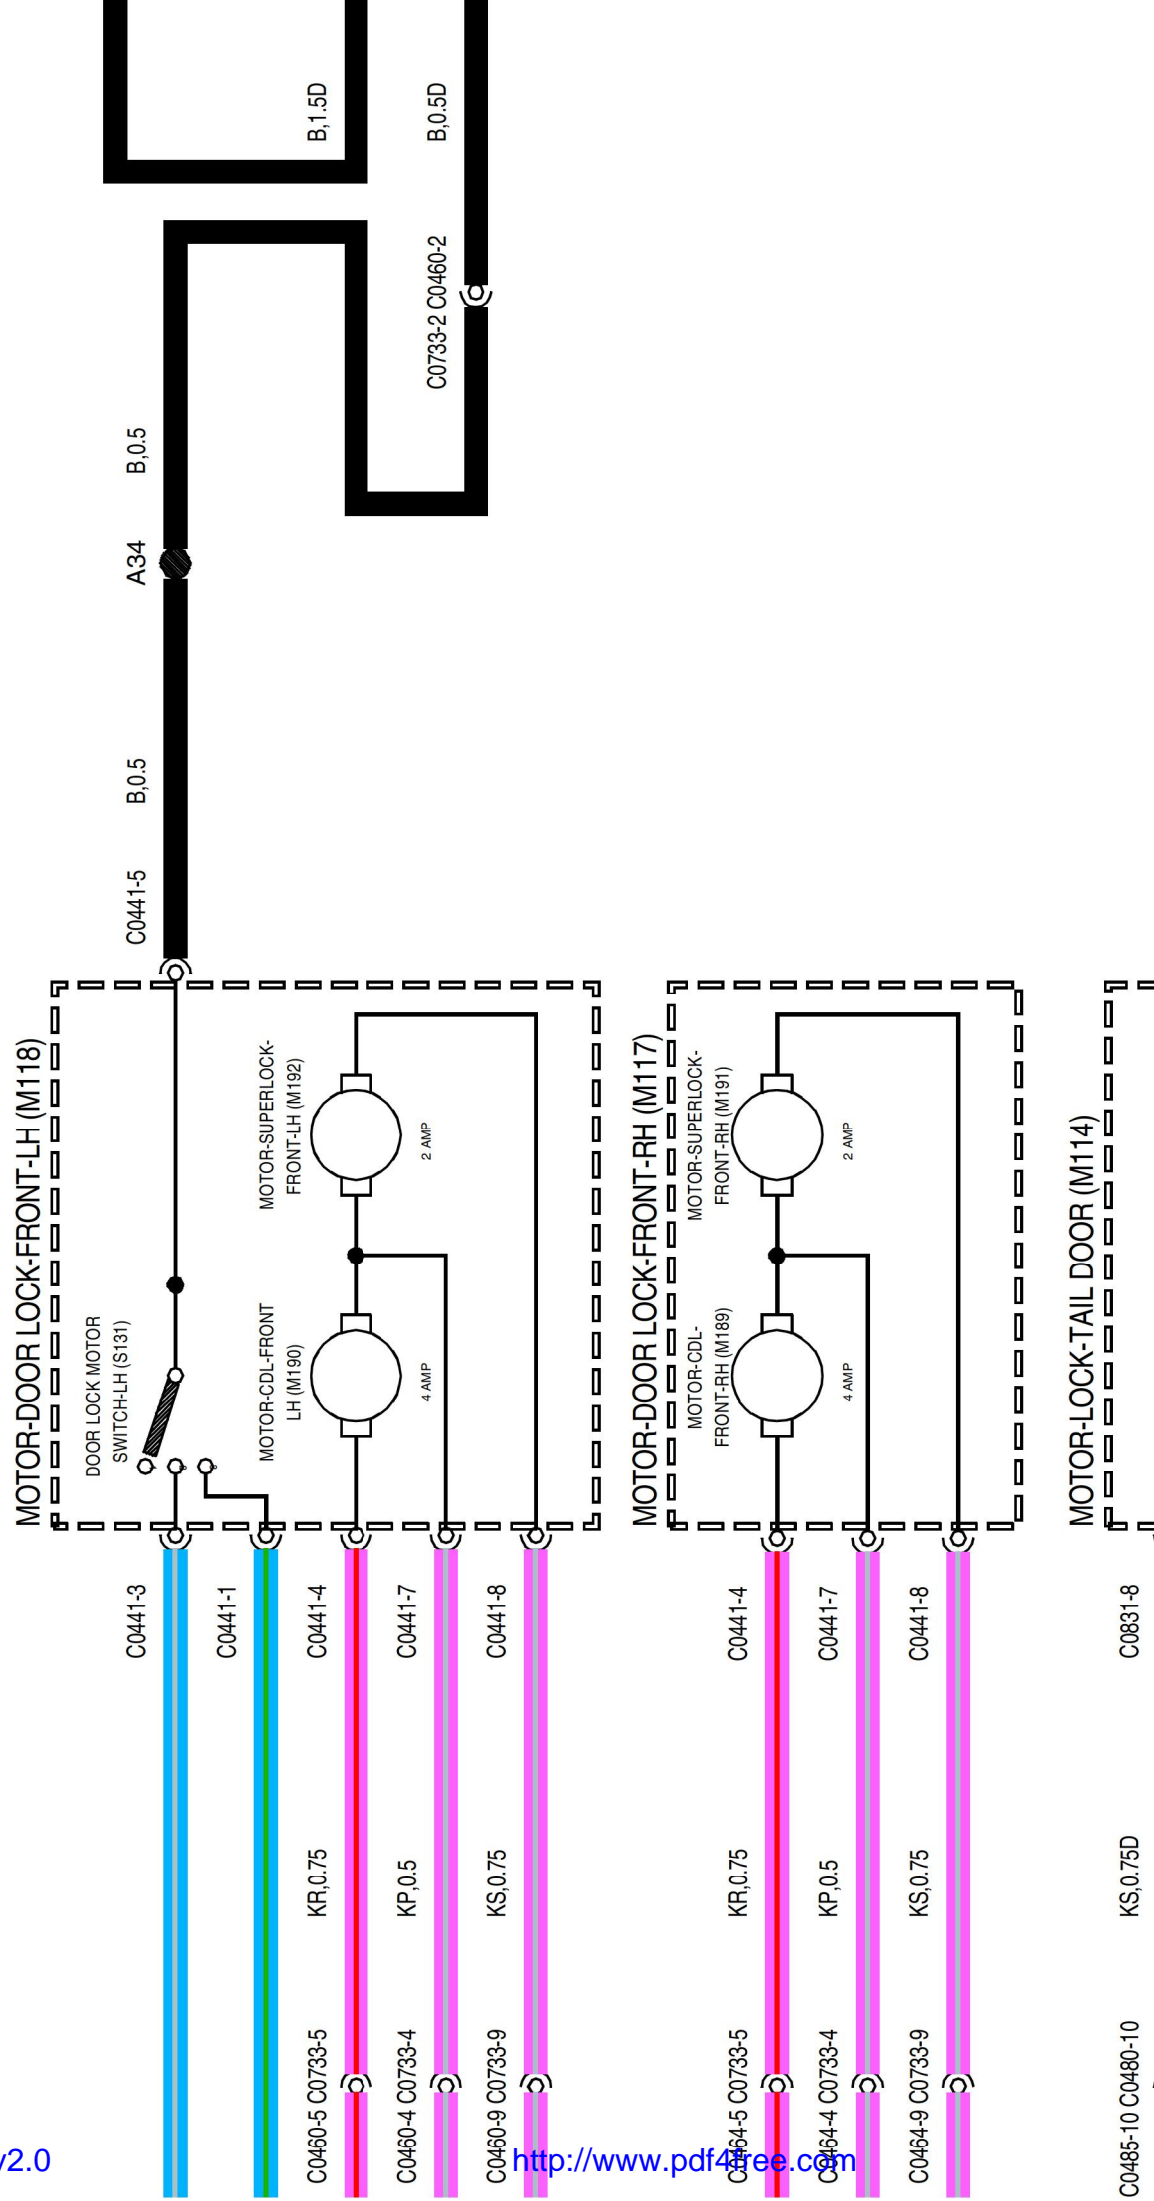 B,1.5D
B,0.5D
C0733-2 C0460-2
B,0.5
A34
B,0.5
C0441-5
MOTOR-DOOR LOCK-FRONT-LH (M118)
DOOR LOCK MOTOR
SWITCH-LH (S131)
MOTOR-SUPERLOCK-
FRONT-LH (M192)
2 AMP
MOTOR-CDL-FRONT
LH (M190)
4 AMP
C0441-3
C0441-1
C0441-4
C0441-7
C0441-8
KR,0.75
KP,0.5
KS,0.75
C0460-5 C0733-5
C0460-4 C0733-4
C0460-9 C0733-9
MOTOR-DOOR LOCK-FRONT-RH (M117)
MOTOR-SUPERLOCK-
FRONT-RH (M191)
2 AMP
MOTOR-CDL-
FRONT-RH (M189)
4 AMP
C0441-4
C0441-7
C0441-8
KR,0.75
KP,0.5
KS,0.75
C0464-5 C0733-5
C0464-4 C0733-4
C0464-9 C0733-9
MOTOR-LOCK-TAIL DOOR (M114)
C0831-8
KS,0.75D
C0485-10 C0480-10
v2.0
http://www.pdf4free.com